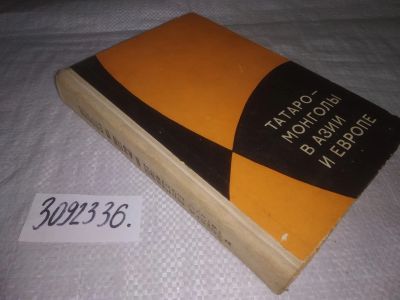 ТАТАРО-
МОНГОЛЫ
В АЗИИ
И ЕВРОПЕ
3092336.